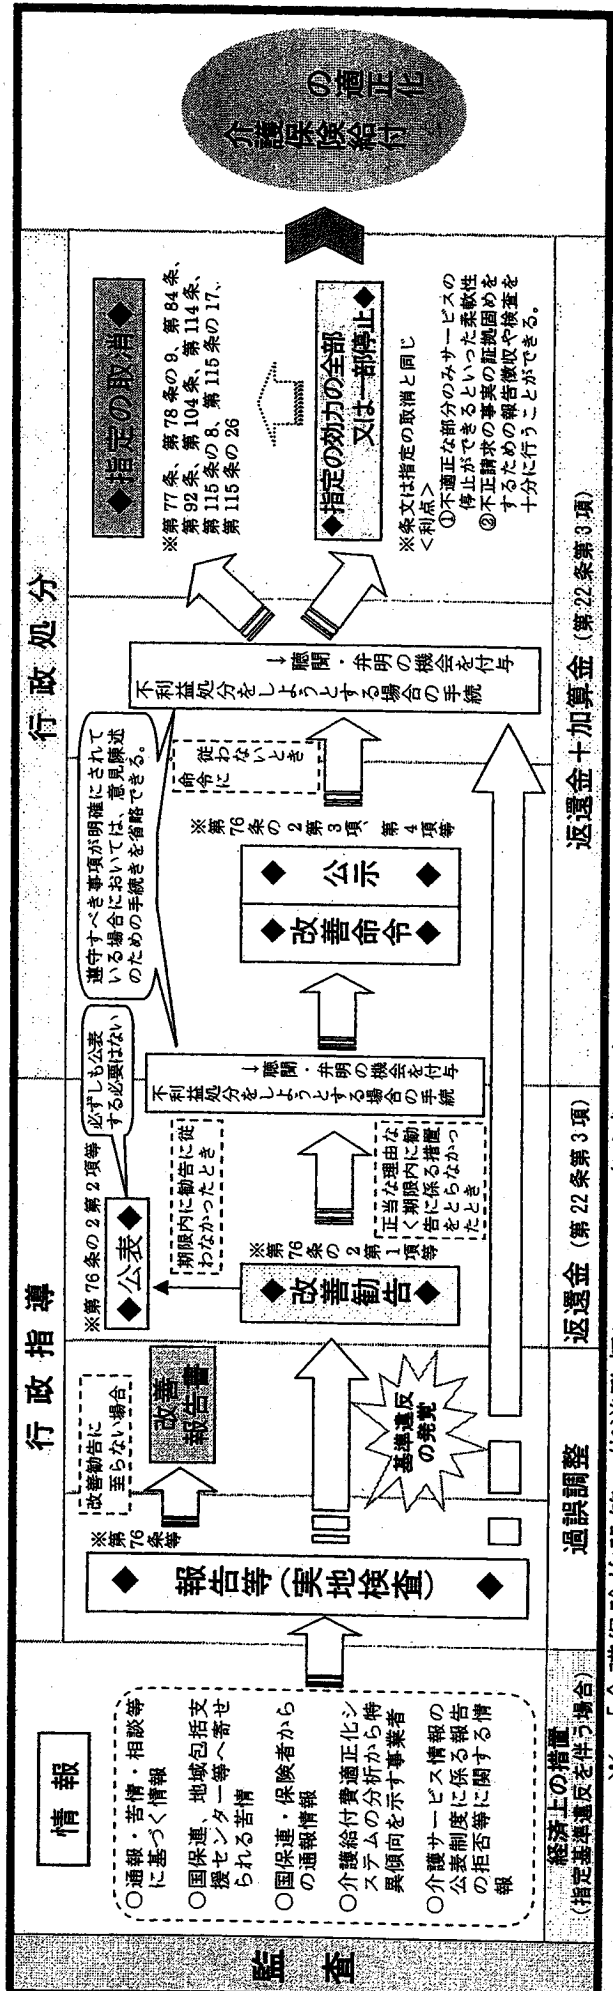 監査
情報
○通報・苦情・相談等
に基づく情報
○国保連、地域包括支
援センター等へ寄せ
られる苦情
○国保連・保険者から
の通報情報
○介護給付費適正化シ
ステムの分析から特
異傾向を示す事業者
○介護サービス情報の
公表制度に係る報告
の拒否等に関する情
報
行政指導
◆報告等(実地検査)◆
※第76条等
改善勧告に
至らない場合
改善
報告書
基準違反
の発覚
◆改善勧告◆
※第76条の2第1項等
◆公表◆
※第76条の2第2項等
必ずしも公表
する必要はない
期限内に勧告に従
わなかったとき
正当な理由な
く期限内に勧
告に係る措置
をとらなかっ
たとき
不利益処分をしようとする場合の手続
→聴聞・弁明の機会を付与
行政処分
遵守すべき事項が明確にされて
いる場合においては、意見陳述
のための手続きを省略できる。
◆改善命令◆
◆公示◆
※第76条の2第3項、第4項等
命令に
従わないとき
不利益処分をしようとする場合の手続
→聴聞・弁明の機会を付与
◆指定の取消◆
※第77条、第78条の9、第84条、
第92条、第104条、第114条、
第115条の8、第115条の17、
第115条の26
◆指定の効力の全部
又は一部停止◆
※条文は指定の取消と同じ
<利点>
①不適正な部分のみサービスの
停止ができるといった柔軟性
②不正請求の事実の証拠固めを
するための報告徴収や検査を
十分に行うことができる。
介護保険給付
の適正化
経済上の措置
(指定基準違反を伴う場合)
過誤調整
返還金(第22条第3項)
返還金+加算金(第22条第3項)